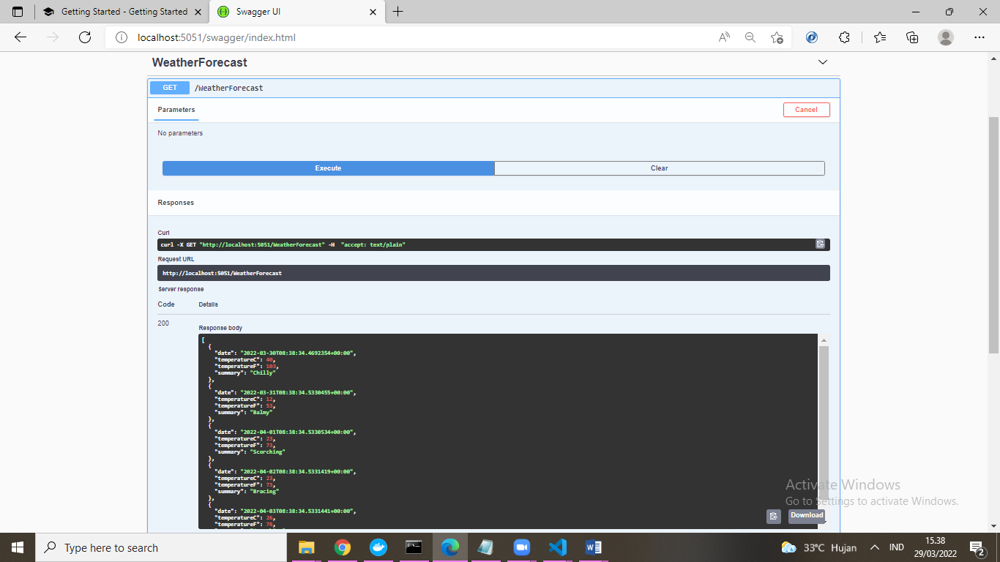 Getting Started - Getting Started
Swagger UI
localhost:5051/swagger/index.html
WeatherForecast
GET /WeatherForecast
Parameters
Cancel
No parameters
Execute
Clear
Responses
Curl
curl -X GET "http://localhost:5051/WeatherForecast" -H "accept: text/plain"
Request URL
http://localhost:5051/WeatherForecast
Server response
Code Details
200
Response body
[
{
"date": "2022-03-30T08:38:34.4692354+00:00",
"temperatureC": 40,
"temperatureF": 103,
"summary": "Chilly"
},
{
"date": "2022-03-31T08:38:34.5330455+00:00",
"temperatureC": 12,
"temperatureF": 53,
"summary": "Balmy"
},
{
"date": "2022-04-01T08:38:34.5330534+00:00",
"temperatureC": 23,
"temperatureF": 73,
"summary": "Scorching"
},
{
"date": "2022-04-02T08:38:34.5331419+00:00",
"temperatureC": 23,
"temperatureF": 73,
"summary": "Bracing"
},
{
"date": "2022-04-03T08:38:34.5331441+00:00",
"temperatureC": 26,
"temperatureF": 78,
Download
Activate Windows
Go to Settings to activate Windows.
Type here to search
33°C Hujan
IND
15.38
29/03/2022
2